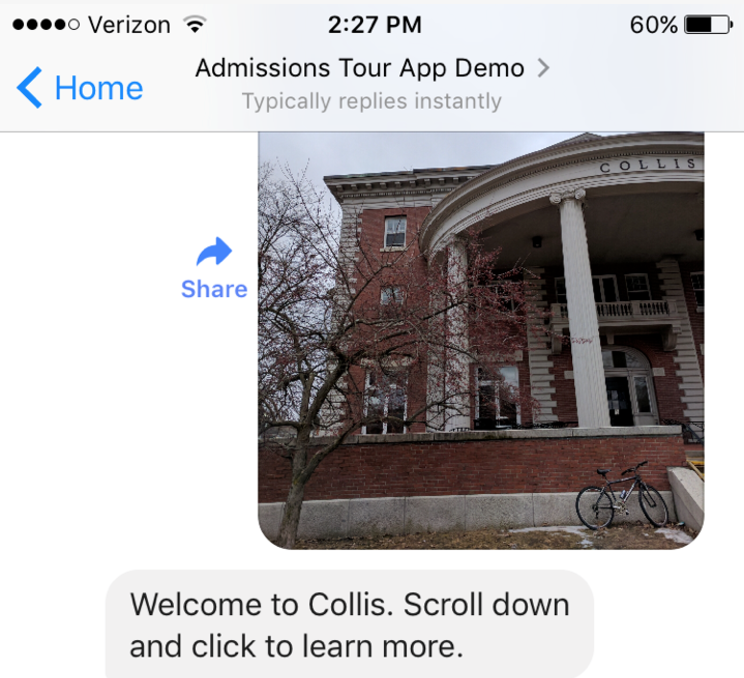 Verizon 2:27 PM 60%
Home Admissions Tour App Demo
Typically replies instantly
COLLIS
Share
Welcome to Collis. Scroll down
and click to learn more.